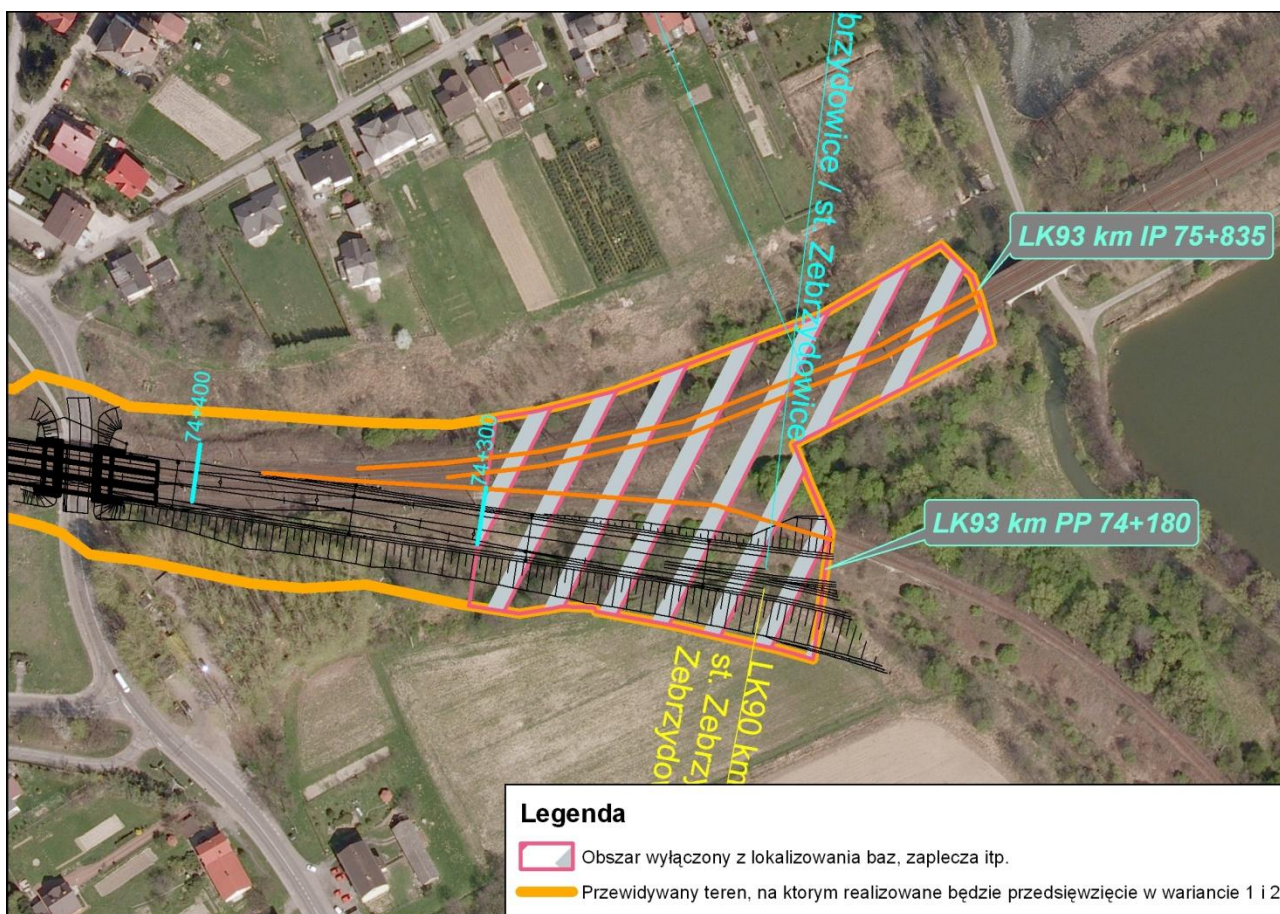 brzydowice / st. Zebrzydowice
LK93 km IP 75+835
74+400
74+300
LK93 km PP 74+180
LK90 km
st. Zebrzy
Zebrzydo
Legenda
Obszar wyłączony z lokalizowania baz, zaplecza itp.
Przewidywany teren, na ktorym realizowane będzie przedsięwzięcie w wariancie 1 i 2